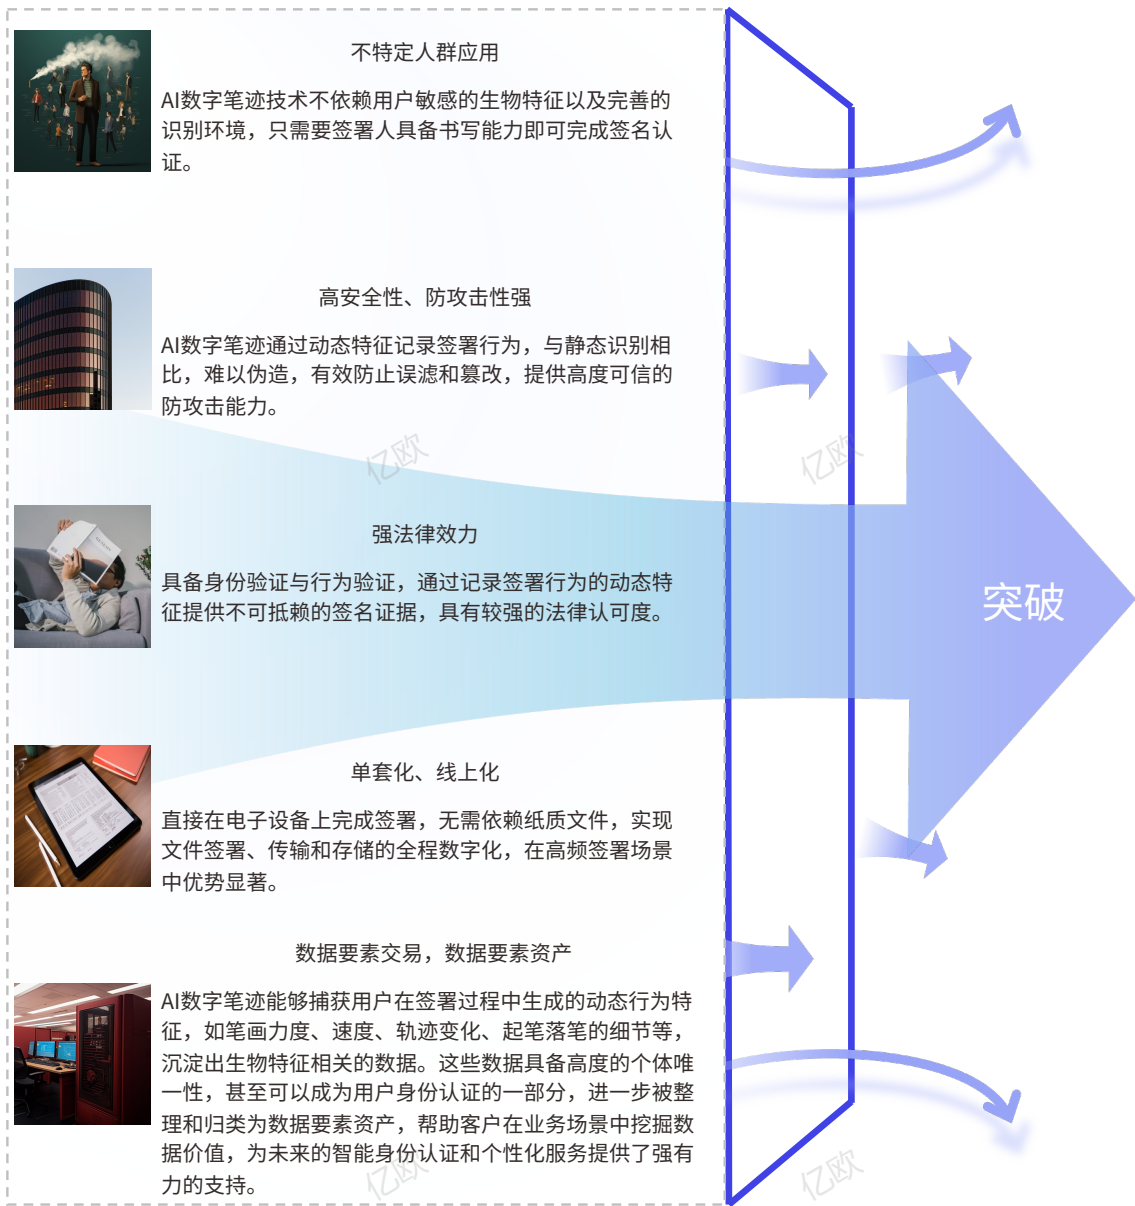 不特定人群应用
AI数字笔迹技术不依赖用户敏感的生物特征以及完善的
识别环境，只需要签署人具备书写能力即可完成签名认
证。
高安全性、防攻击性强
AI数字笔迹通过动态特征记录签署行为，与静态识别相
比，难以伪造，有效防止误滤和篡改，提供高度可信的
防攻击能力。
亿欧
亿欧
强法律效力
具备身份验证与行为验证，通过记录签署行为的动态特
征提供不可抵赖的签名证据，具有较强的法律认可度。
突破
单套化、线上化
直接在电子设备上完成签署，无需依赖纸质文件，实现
文件签署、传输和存储的全程数字化，在高频签署场景
中优势显著。
数据要素交易，数据要素资产
AI数字笔迹能够捕获用户在签署过程中生成的动态行为特
征，如笔画力度、速度、轨迹变化、起笔落笔的细节等，
沉淀出生物特征相关的数据。这些数据具备高度的个体唯
一性，甚至可以成为用户身份认证的一部分，进一步被整
理和归类为数据要素资产，帮助客户在业务场景中挖掘数
据价值，为未来的智能身份认证和个性化服务提供了强有
力的支持。
亿欧
亿欧